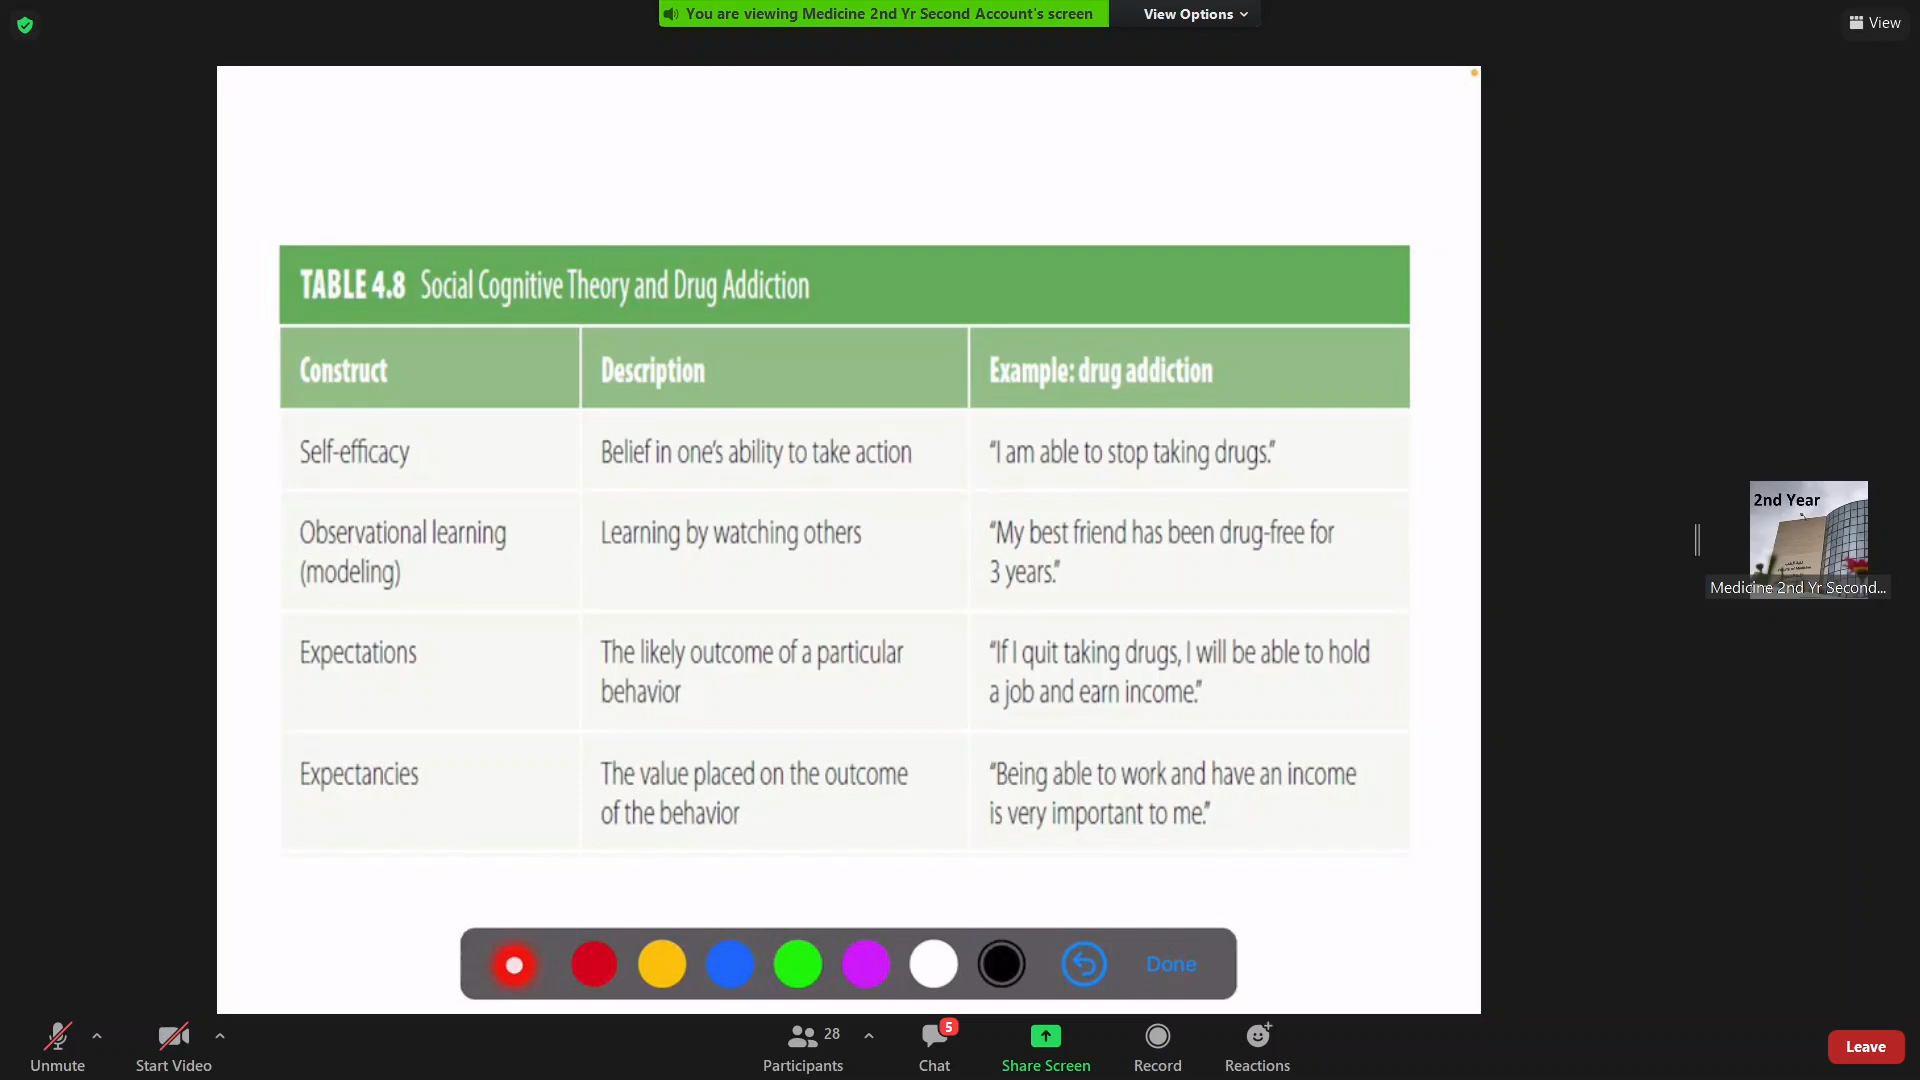 You are viewing Medicine 2nd Yr Second Account's screen
View Options
View
TABLE 4.8 Social Cognitive Theory and Drug Addiction
Construct
Description
Example: drug addiction
Self-efficacy
Belief in one's ability to take action
“I am able to stop taking drugs.”
Observational learning
(modeling)
Learning by watching others
“My best friend has been drug-free for
3 years.”
Expectations
The likely outcome of a particular
behavior
“If I quit taking drugs, I will be able to hold
a job and earn income.”
Expectancies
The value placed on the outcome
of the behavior
“Being able to work and have an income
is very important to me.”
2nd Year
Medicine 2nd Yr Second...
Done
Unmute
Start Video
28
Participants
5
Chat
Share Screen
Record
Reactions
Leave